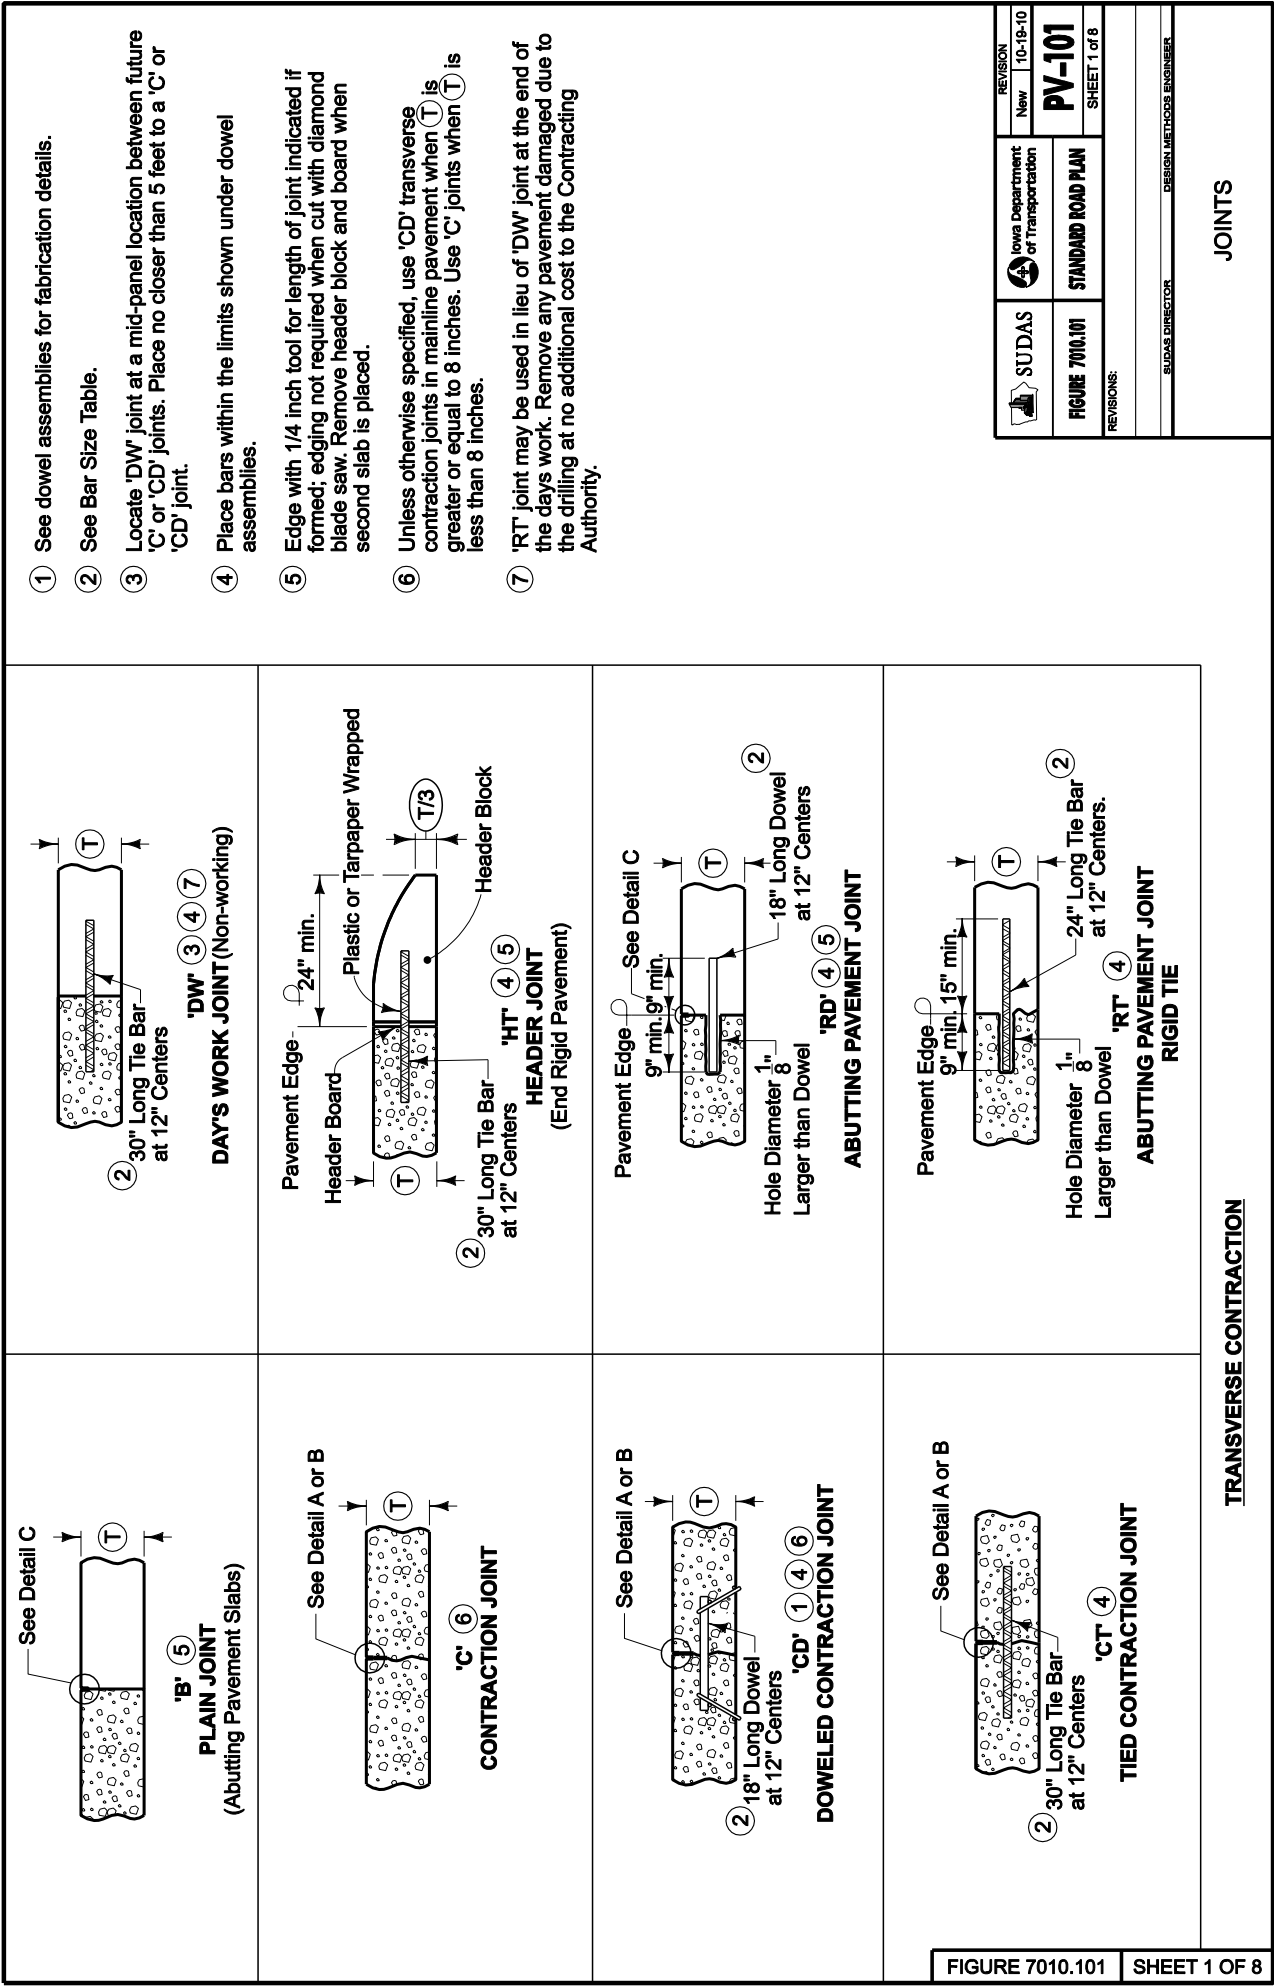 See Detail C
T
'B' 5
PLAIN JOINT
(Abutting Pavement Slabs)
See Detail A or B
T
'C' 6
CONTRACTION JOINT
See Detail A or B
T
2
18" Long Dowel
at 12" Centers
'CD' 1 4 6
DOWELED CONTRACTION JOINT
See Detail A or B
2
30" Long Tie Bar
at 12" Centers
'CT' 4
TIED CONTRACTION JOINT
T
2
30" Long Tie Bar
at 12" Centers
'DW' 3 4 7
DAY'S WORK JOINT (Non-working)
Pavement Edge
24" min.
Plastic or Tarpaper Wrapped
Header Board
T
T/3
Header Block
2
30" Long Tie Bar
at 12" Centers
'HT' 4 5
HEADER JOINT
(End Rigid Pavement)
Pavement Edge
See Detail C
9" min. 9" min.
T
2
18" Long Dowel
at 12" Centers
Hole Diameter 1/8"
Larger than Dowel
'RD' 4 5
ABUTTING PAVEMENT JOINT
Pavement Edge
9" min. 15" min.
T
2
24" Long Tie Bar
at 12" Centers.
Hole Diameter 1/8"
Larger than Dowel
'RT' 4
ABUTTING PAVEMENT JOINT
RIGID TIE
TRANSVERSE CONTRACTION
1 See dowel assemblies for fabrication details.
2 See Bar Size Table.
3 Locate 'DW' joint at a mid-panel location between future
'C' or 'CD' joints. Place no closer than 5 feet to a 'C' or
'CD' joint.
4 Place bars within the limits shown under dowel
assemblies.
5 Edge with 1/4 inch tool for length of joint indicated if
formed; edging not required when cut with diamond
blade saw. Remove header block and board when
second slab is placed.
6 Unless otherwise specified, use 'CD' transverse
contraction joints in mainline pavement when T is
greater or equal to 8 inches. Use 'C' joints when T is
less than 8 inches.
7 'RT' joint may be used in lieu of 'DW' joint at the end of
the days work. Remove any pavement damaged due to
the drilling at no additional cost to the Contracting
Authority.
SUDAS
Iowa Department
of Transportation
REVISION
New 10-19-10
FIGURE 7010.101
STANDARD ROAD PLAN
PV-101
SHEET 1 of 8
REVISIONS:
SUDAS DIRECTOR
DESIGN METHODS ENGINEER
JOINTS
FIGURE 7010.101
SHEET 1 OF 8